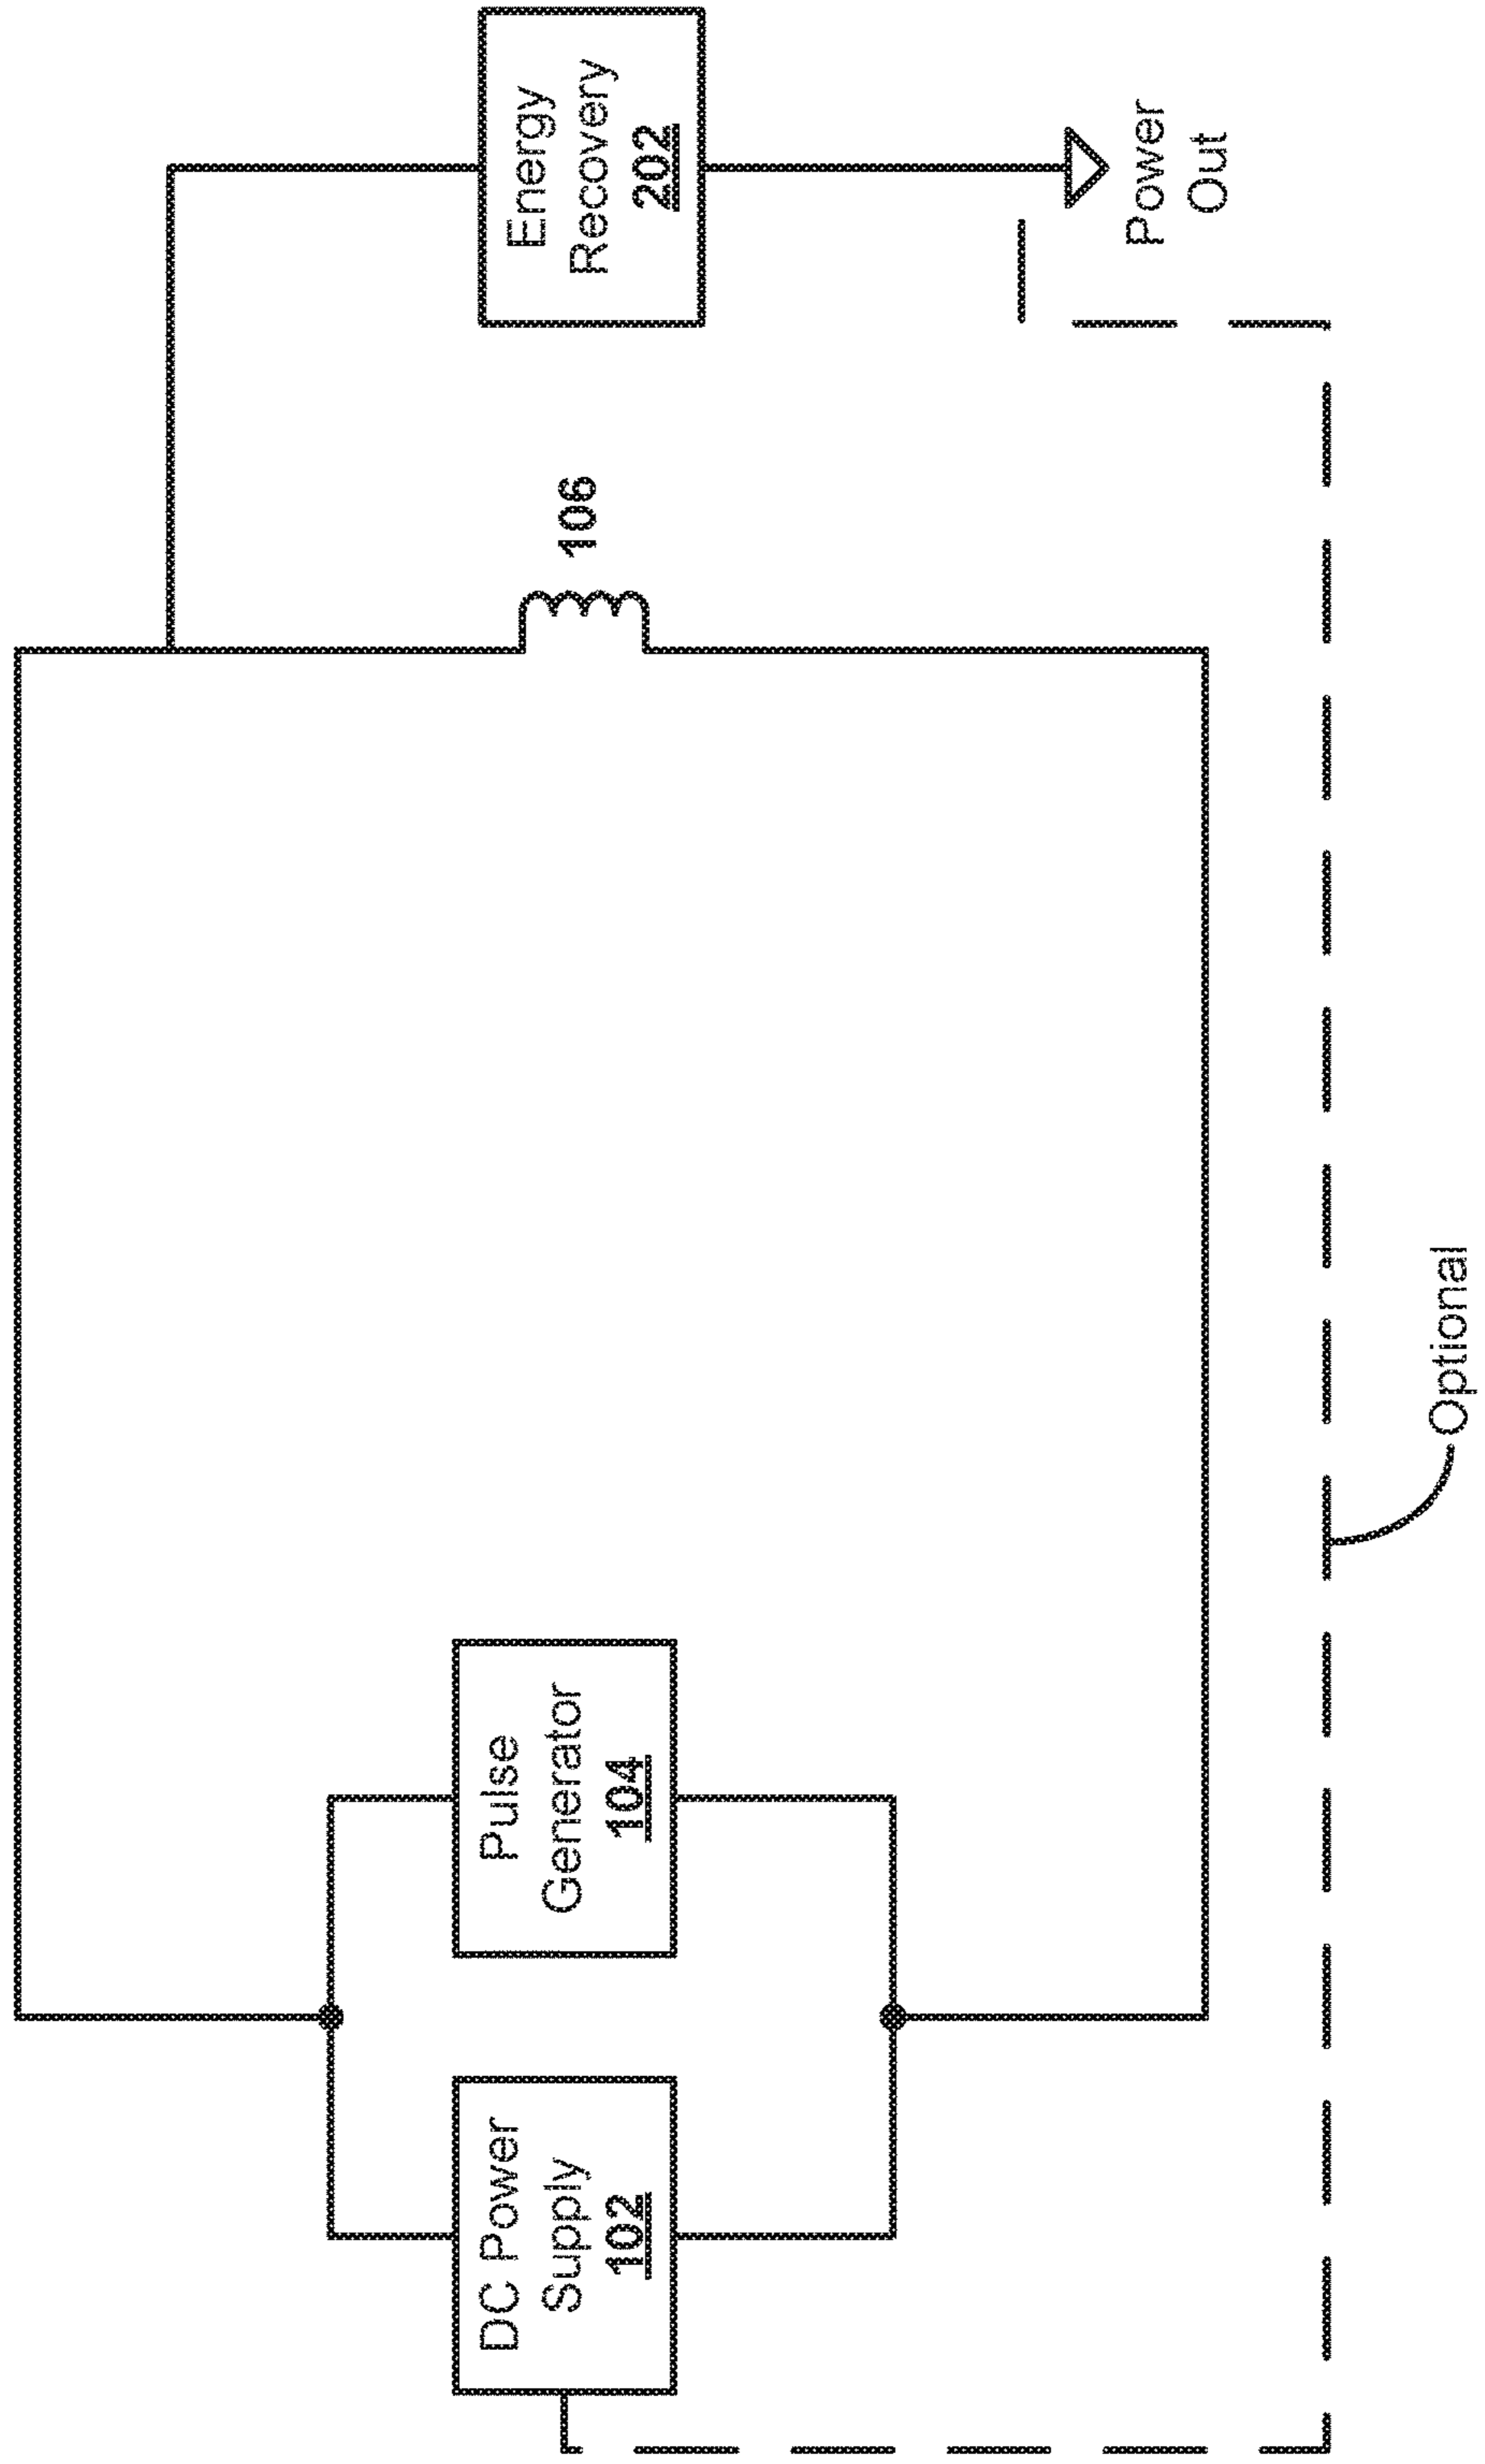 DC Power
Supply
102
Pulse
Generator
104
106
Energy
Recovery
202
Power
Out
Optional